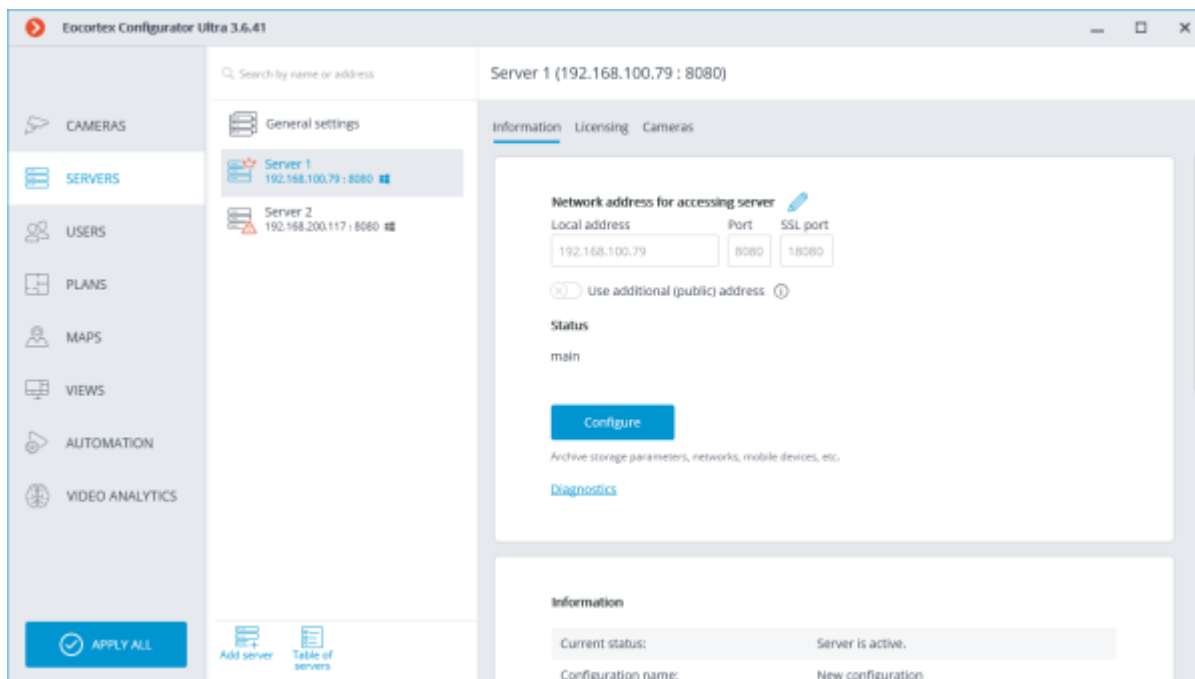 Eocortex Configurator Ultra 3.6.41
Search by name or address
Server 1 (192.168.100.79 : 8080)
CAMERAS
SERVERS
USERS
PLANS
MAPS
VIEWS
AUTOMATION
VIDEO ANALYTICS
APPLY ALL
General settings
Server 1
192.168.100.79 : 8080
Server 2
192.168.200.117 : 8080
Add server
Table of
servers
Information Licensing Cameras
Network address for accessing server
Local address Port SSL port
192.168.100.79 8080 18080
Use additional (public) address
Status
main
Configure
Archive storage parameters, networks, mobile devices, etc.
Diagnostics
Information
Current status: Server is active.
Configuration name: New configuration